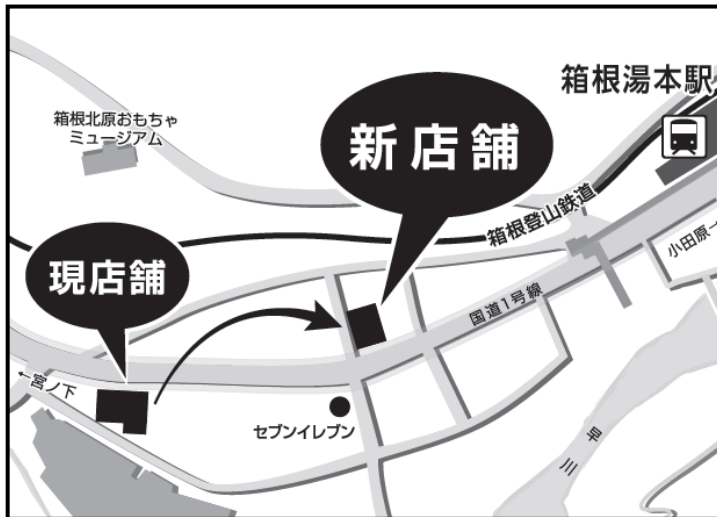 箱根湯本駅
箱根北原おもちゃ
ミュージアム
新店舗
箱根登山鉄道
小田原→
現店舗
国道1号線
←宮ノ下
セブンイレブン
早川